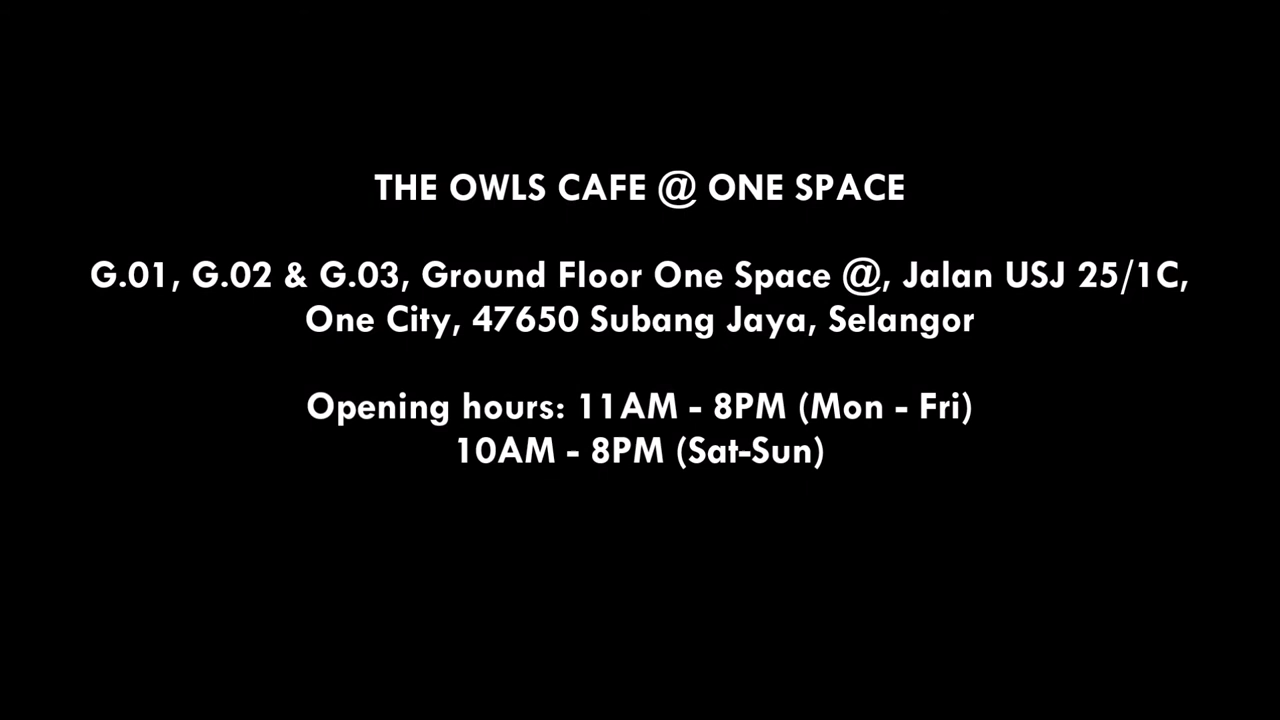 THE OWLS CAFE @ ONE SPACE
G.01, G.02 & G.03, Ground Floor One Space @, Jalan USJ 25/1C,
One City, 47650 Subang Jaya, Selangor
Opening hours: 11AM - 8PM (Mon - Fri)
10AM - 8PM (Sat-Sun)